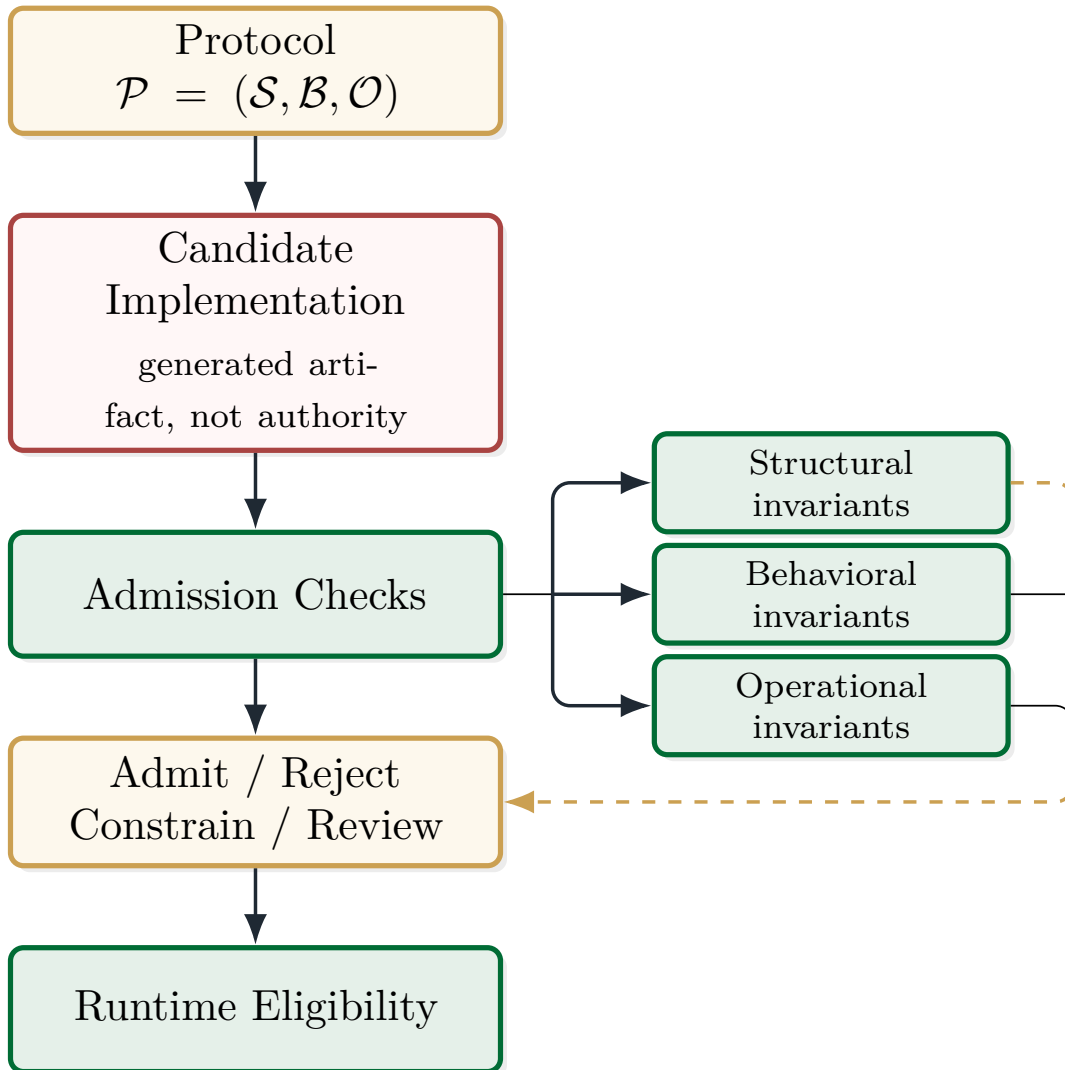 Protocol
𝒫 = (𝒮, ℬ, 𝒪)
Candidate
Implementation
generated arti-
fact, not authority
Admission Checks
Structural
invariants
Behavioral
invariants
Operational
invariants
Admit / Reject
Constrain / Review
Runtime Eligibility